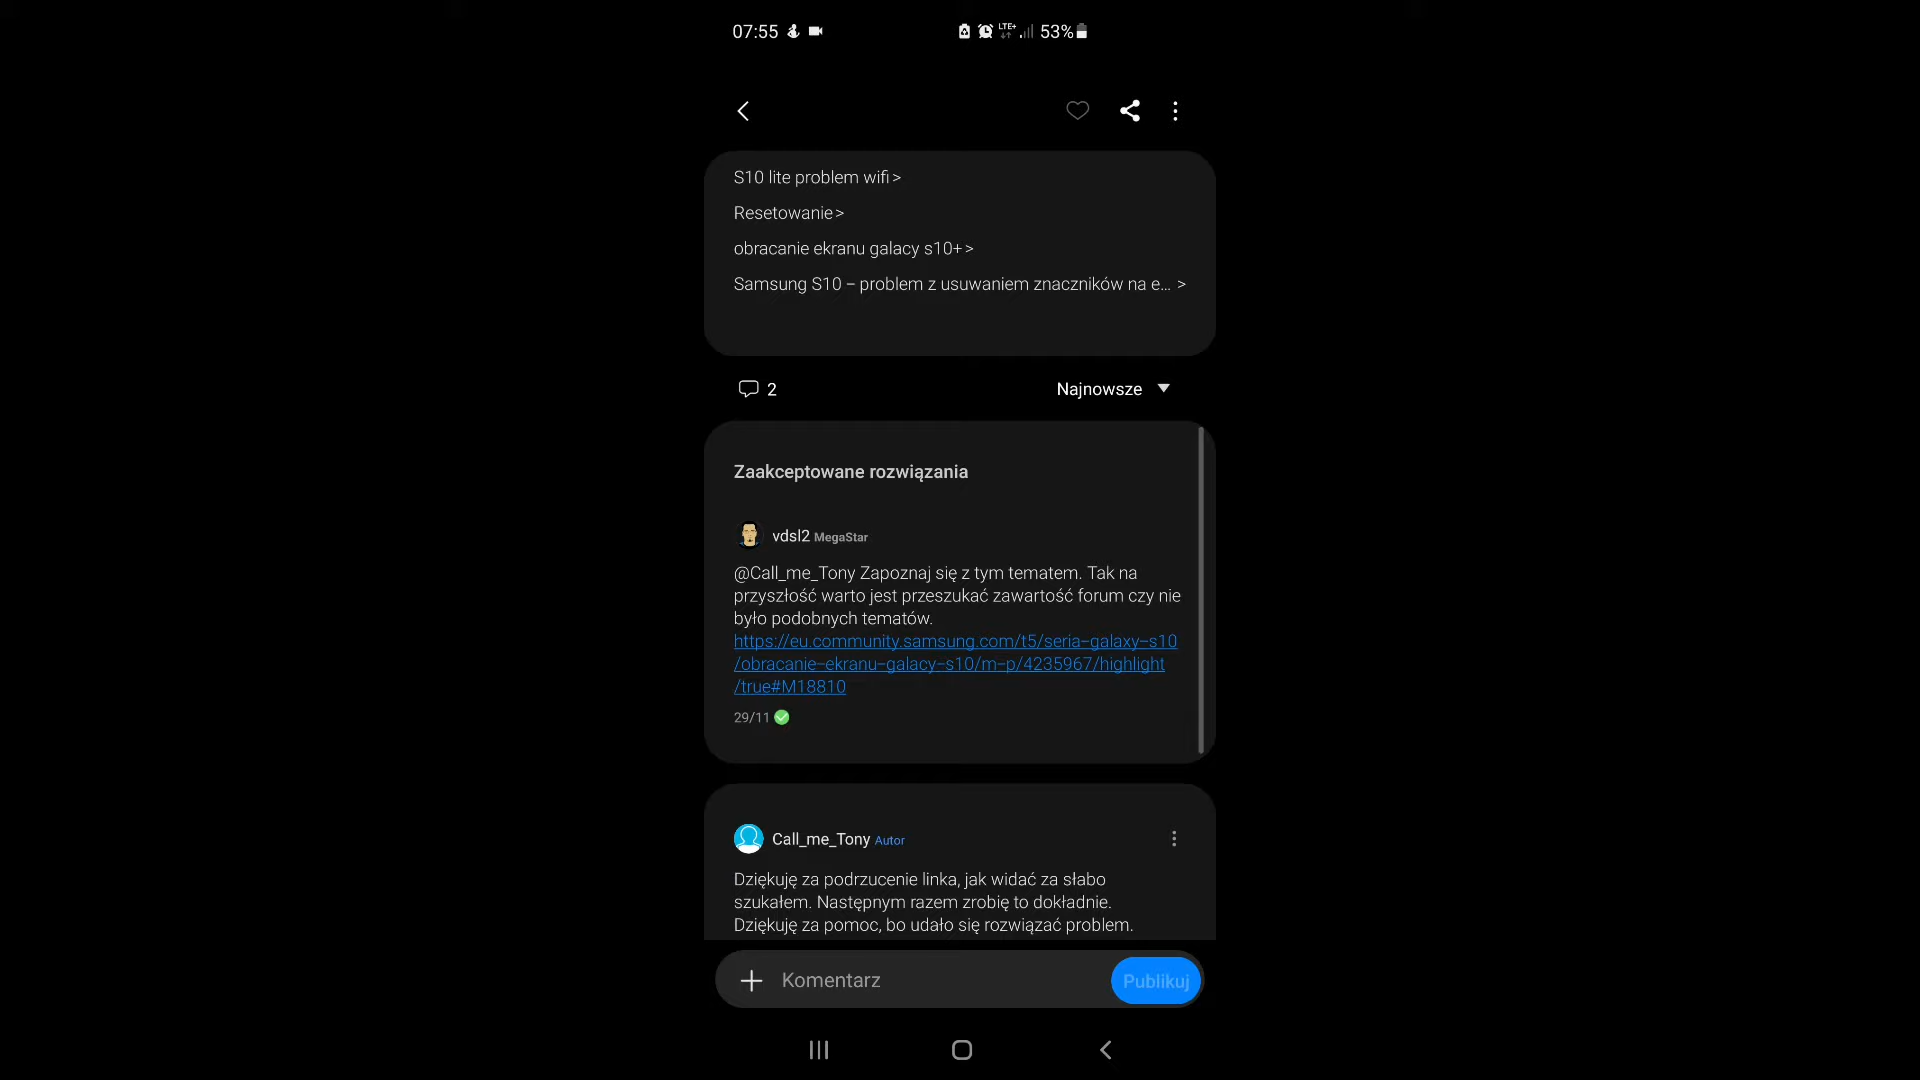 07:55 LTE+ 53%
S10 lite problem wifi >
Resetowanie >
obracanie ekranu galacy s10+ >
Samsung S10 – problem z usuwaniem znaczników na e... >
2 Najnowsze
Zaakceptowane rozwiązania
vdsl2 MegaStar
@Call_me_Tony Zapoznaj się z tym tematem. Tak na
przyszłość warto jest przeszukać zawartość forum czy nie
było podobnych tematów.
https://eu.community.samsung.com/t5/seria-galaxy-s10
/obracanie-ekranu-galacy-s10/m-p/4235967/highlight
/true#M18810
29/11
Call_me_Tony Autor
Dziękuję za podrzucenie linka, jak widać za słabo
szukałem. Następnym razem zrobię to dokładnie.
Dziękuję za pomoc, bo udało się rozwiązać problem.
Komentarz Publikuj